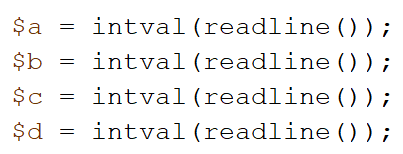 $a = intval(readline());
$b = intval(readline());
$c = intval(readline());
$d = intval(readline());